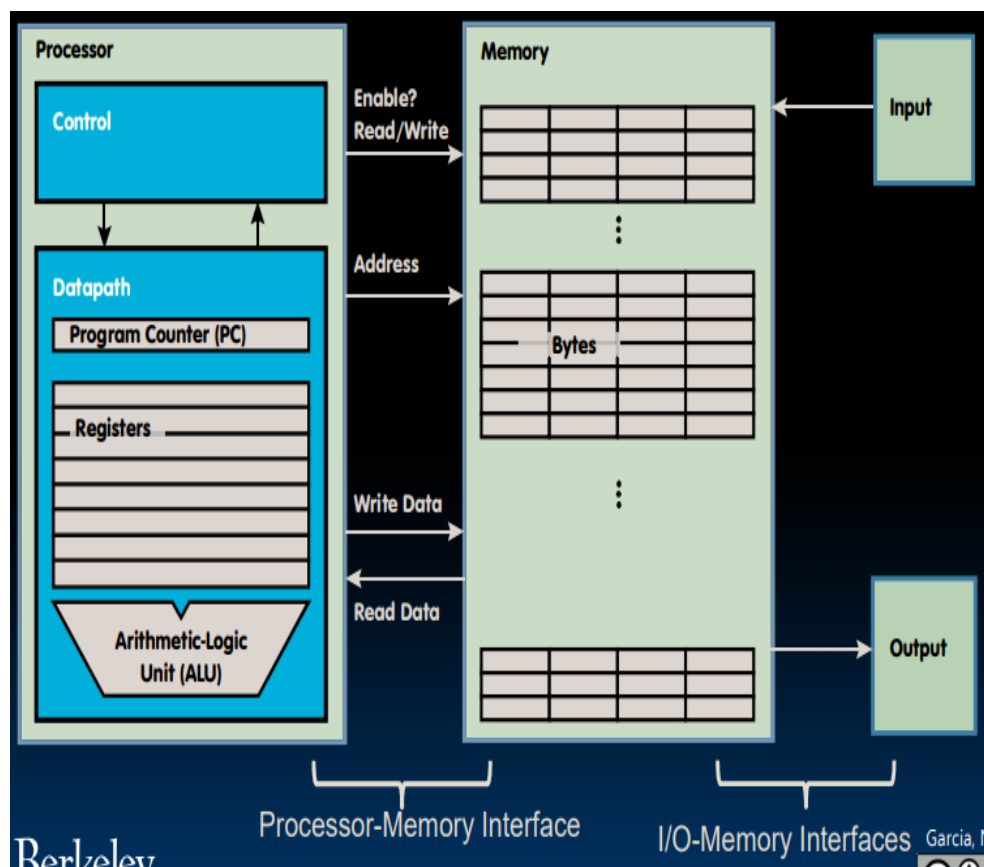 Processor
Control
Datapath
Program Counter (PC)
Registers
Arithmetic-Logic
Unit (ALU)
Enable?
Read/Write
Address
Write Data
Read Data
Memory
Bytes
Input
Output
Processor-Memory Interface
I/O-Memory Interfaces
Berkeley
Garcia,